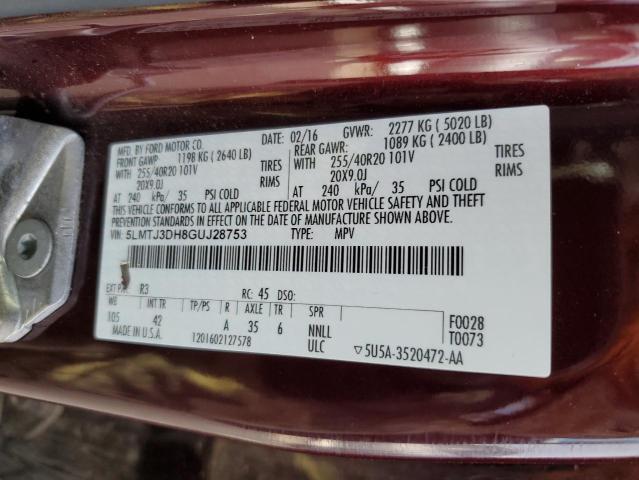 MFD. BY FORD MOTOR CO. DATE: 02/16 GVWR: 2277 KG ( 5020 LB)
FRONT GAWR: 1198 KG ( 2640 LB) REAR GAWR: 1089 KG ( 2400 LB)
WITH 255/40R20 101V TIRES WITH 255/40R20 101V TIRES
20X9.0J RIMS 20X9.0J RIMS
AT 240 kPa/ 35 PSI COLD AT 240 kPa/ 35 PSI COLD
THIS VEHICLE CONFORMS TO ALL APPLICABLE FEDERAL MOTOR VEHICLE SAFETY AND THEFT
PREVENTION STANDARDS IN EFFECT ON THE DATE OF MANUFACTURE SHOWN ABOVE.
VIN: 5LMTJ3DH8GUJ28753 TYPE: MPV
EXT PNT: R3 RC: 45 DSO:
WB INT TR TP/PS R AXLE TR SPR
105 42 A 35 6 NNLL F0028
MADE IN U.S.A. 1201602127578 ULC ▽5U5A-3520472-AA T0073